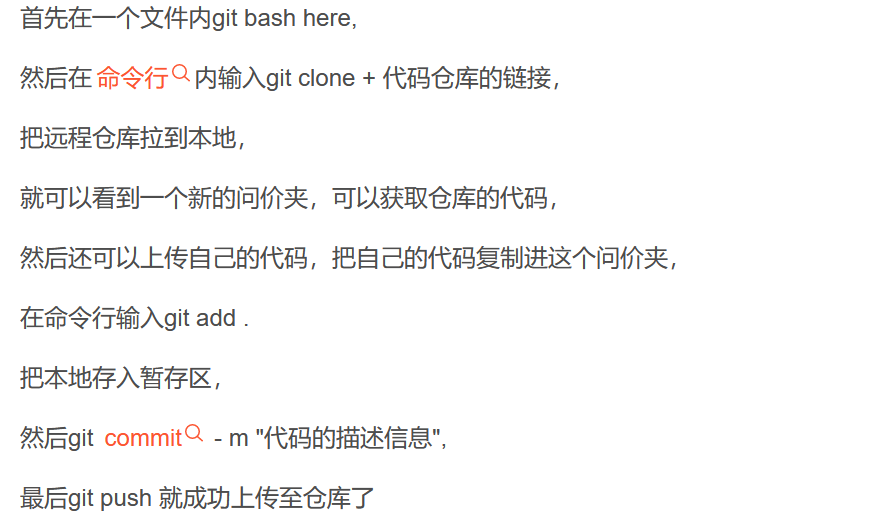 首先在一个文件内git bash here,
然后在 命令行 内输入git clone + 代码仓库的链接，
把远程仓库拉到本地，
就可以看到一个新的问价夹，可以获取仓库的代码，
然后还可以上传自己的代码，把自己的代码复制进这个问价夹，
在命令行输入git add .
把本地存入暂存区，
然后git commit - m "代码的描述信息",
最后git push 就成功上传至仓库了